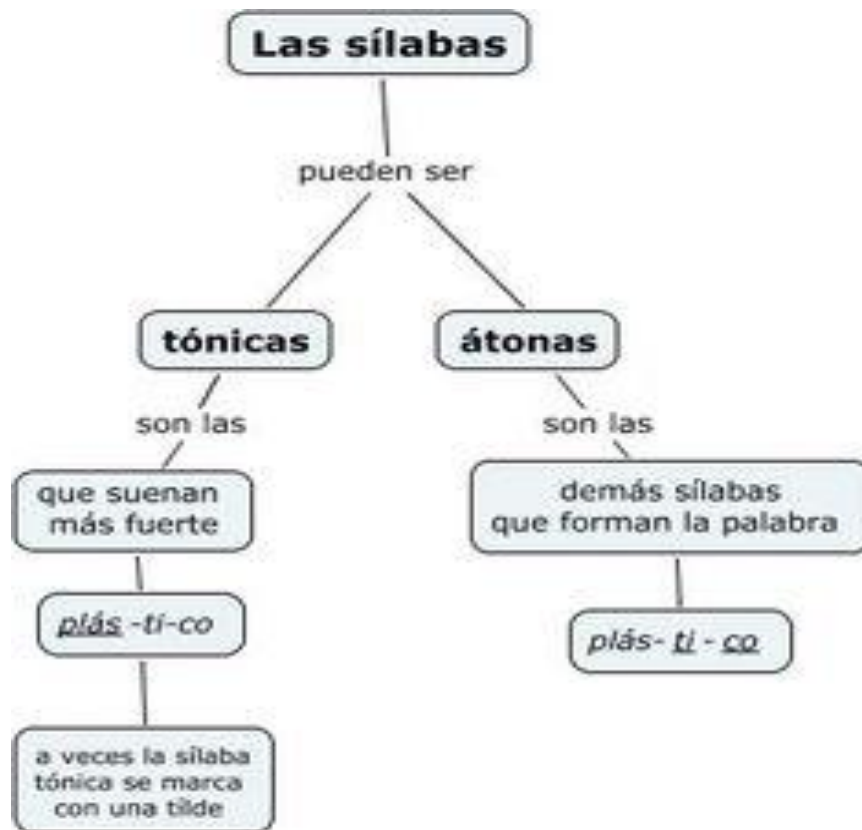 Las sílabas
pueden ser
tónicas
son las
que suenan
más fuerte
plás -ti-co
a veces la sílaba
tónica se marca
con una tilde
átonas
son las
demás sílabas
que forman la palabra
plás- ti - co